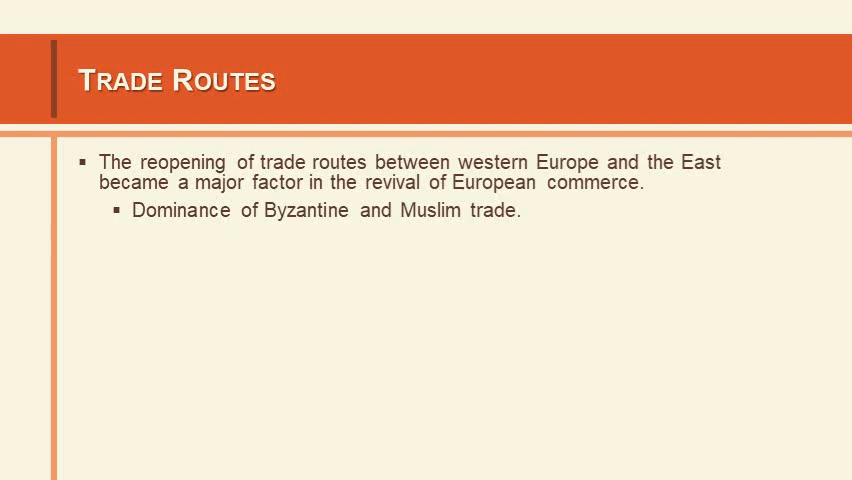 TRADE ROUTES
▪ The reopening of trade routes between western Europe and the East
became a major factor in the revival of European commerce.
▪ Dominance of Byzantine and Muslim trade.